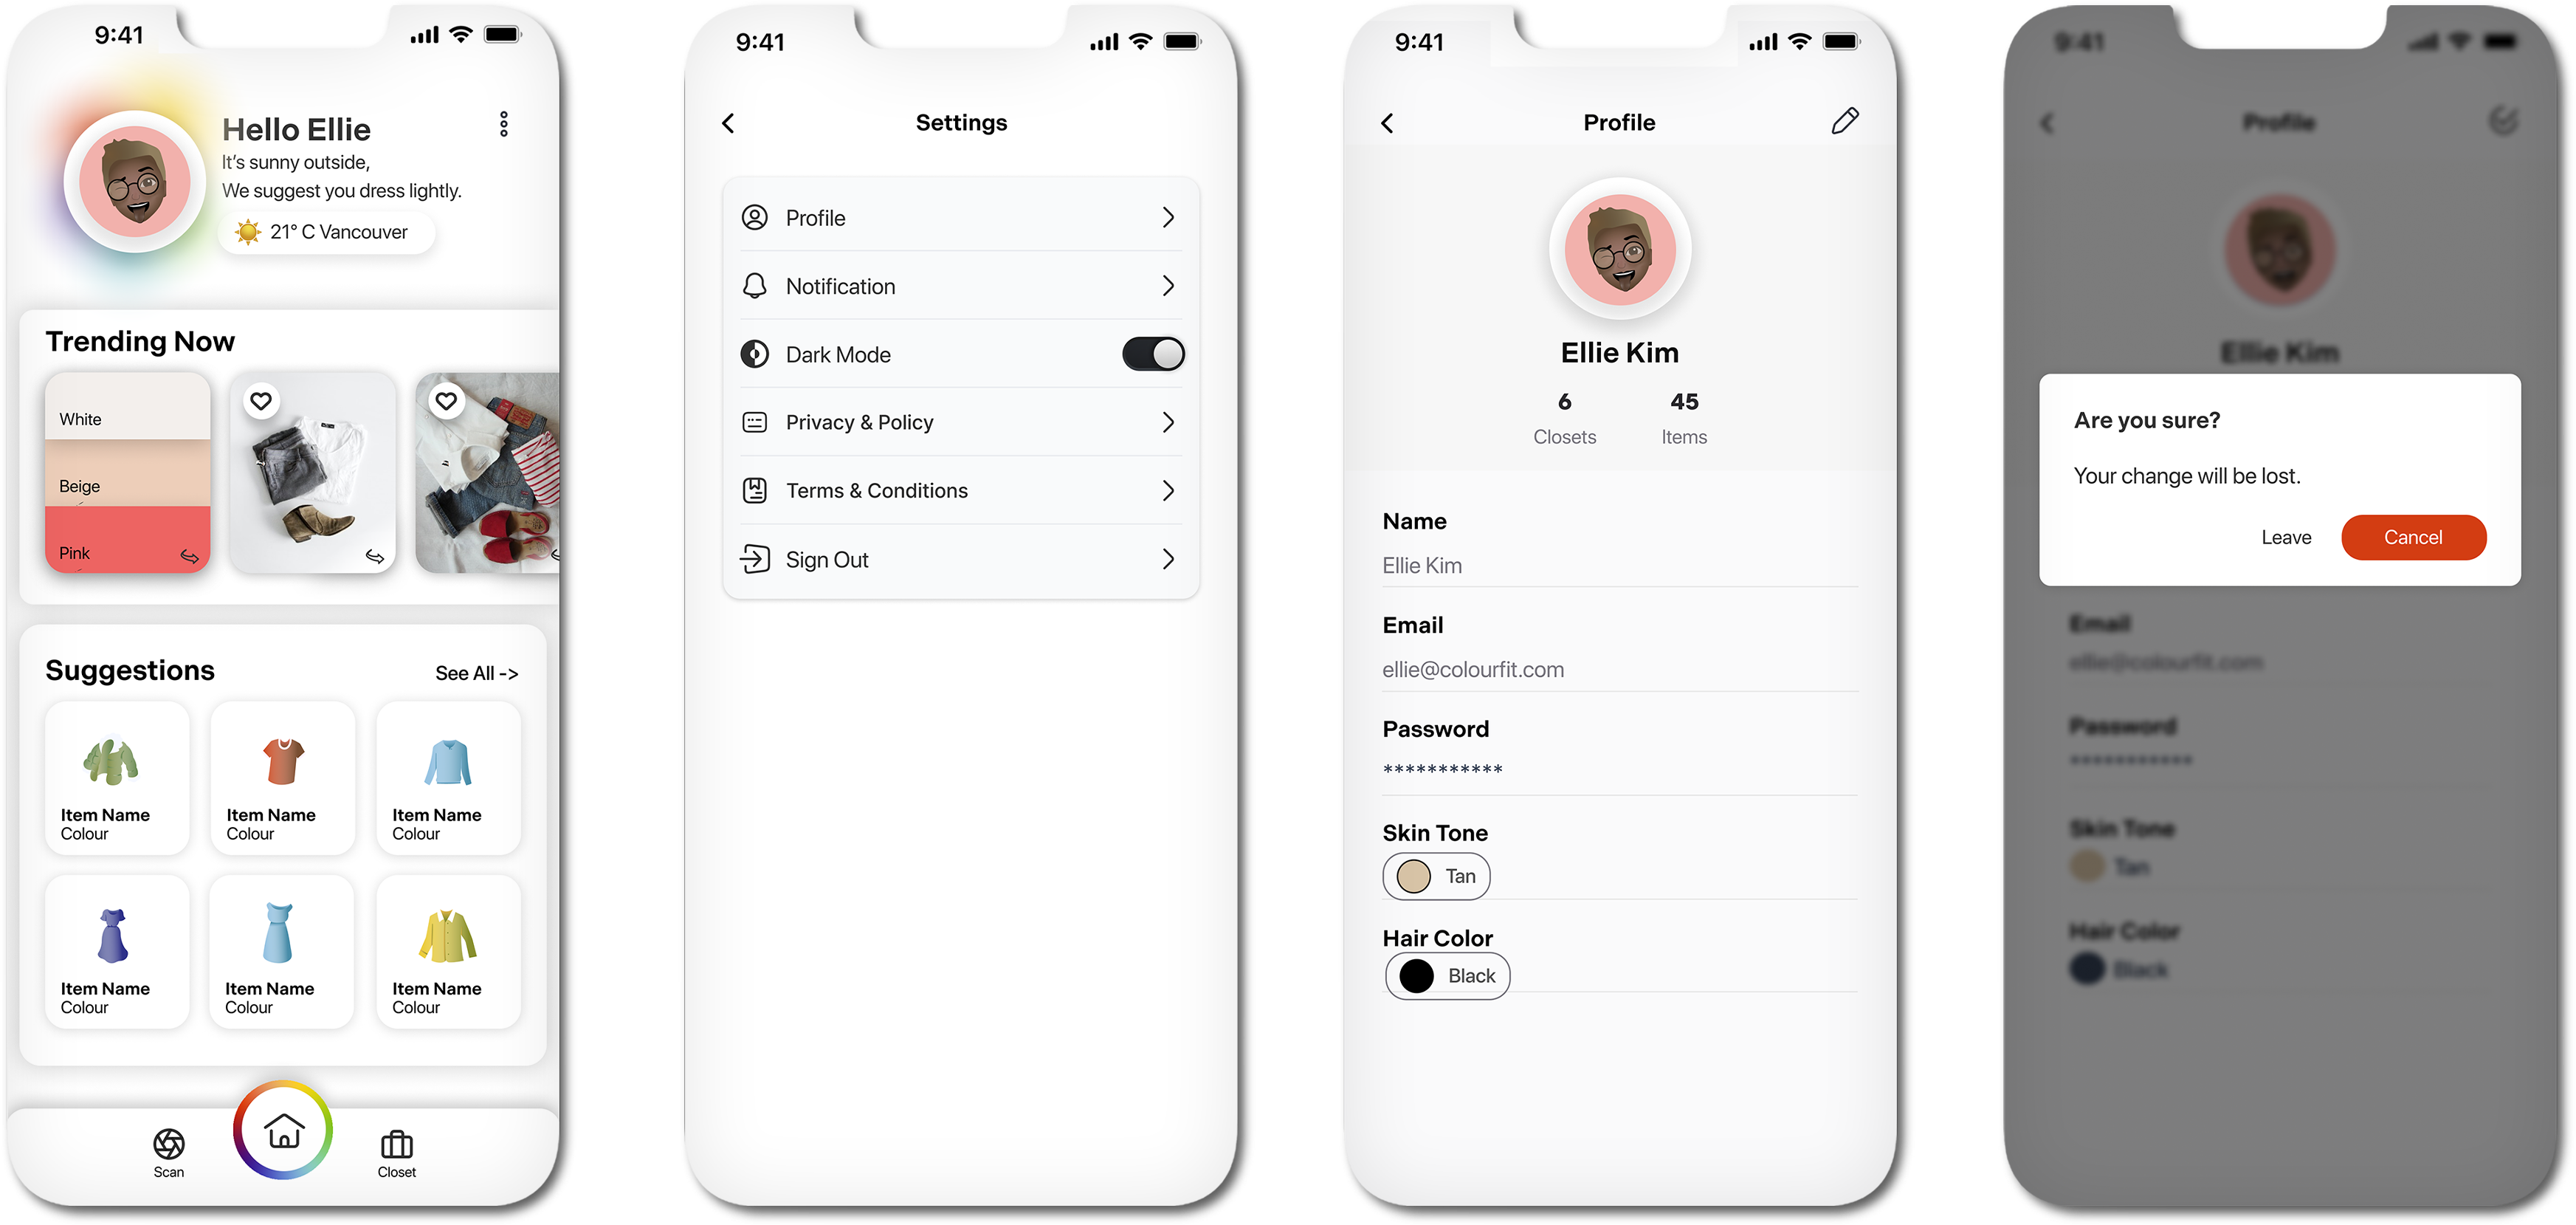 9:41
Hello Ellie
It's sunny outside,
We suggest you dress lightly.
21° C Vancouver
Trending Now
White
Beige
Pink
Suggestions
See All ->
Item Name
Colour
Item Name
Colour
Item Name
Colour
Item Name
Colour
Item Name
Colour
Item Name
Colour
Scan
Closet
9:41
Settings
Profile
Notification
Dark Mode
Privacy & Policy
Terms & Conditions
Sign Out
9:41
Profile
Ellie Kim
6
45
Closets
Items
Name
Ellie Kim
Email
ellie@colourfit.com
Password
***********
Skin Tone
Tan
Hair Color
Black
9:41
Profile
Ellie Kim
Are you sure?
Your change will be lost.
Leave
Cancel
Email
ellie@colourfit.com
Password
***********
Skin Tone
Tan
Hair Color
Black